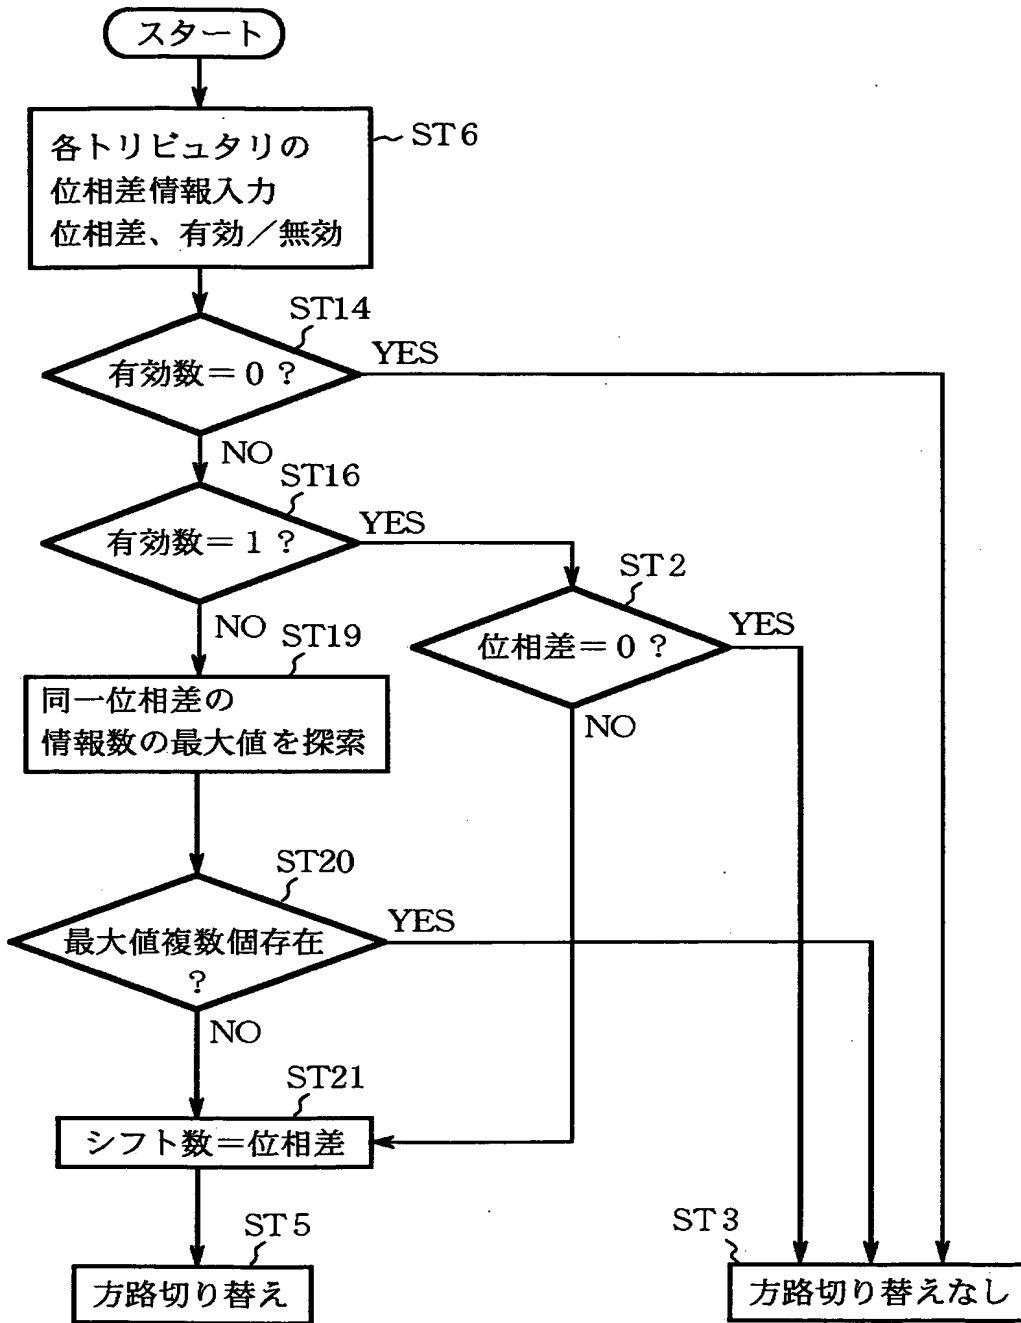 スタート
ST6
各トリビュタリの
位相差情報入力
位相差、有効／無効
ST14
有効数＝0？
YES
NO
ST16
有効数＝1？
YES
NO
ST2
位相差＝0？
YES
NO
ST19
同一位相差の
情報数の最大値を探索
ST20
最大値複数個存在
？
YES
NO
ST21
シフト数＝位相差
ST5
方路切り替え
ST3
方路切り替えなし